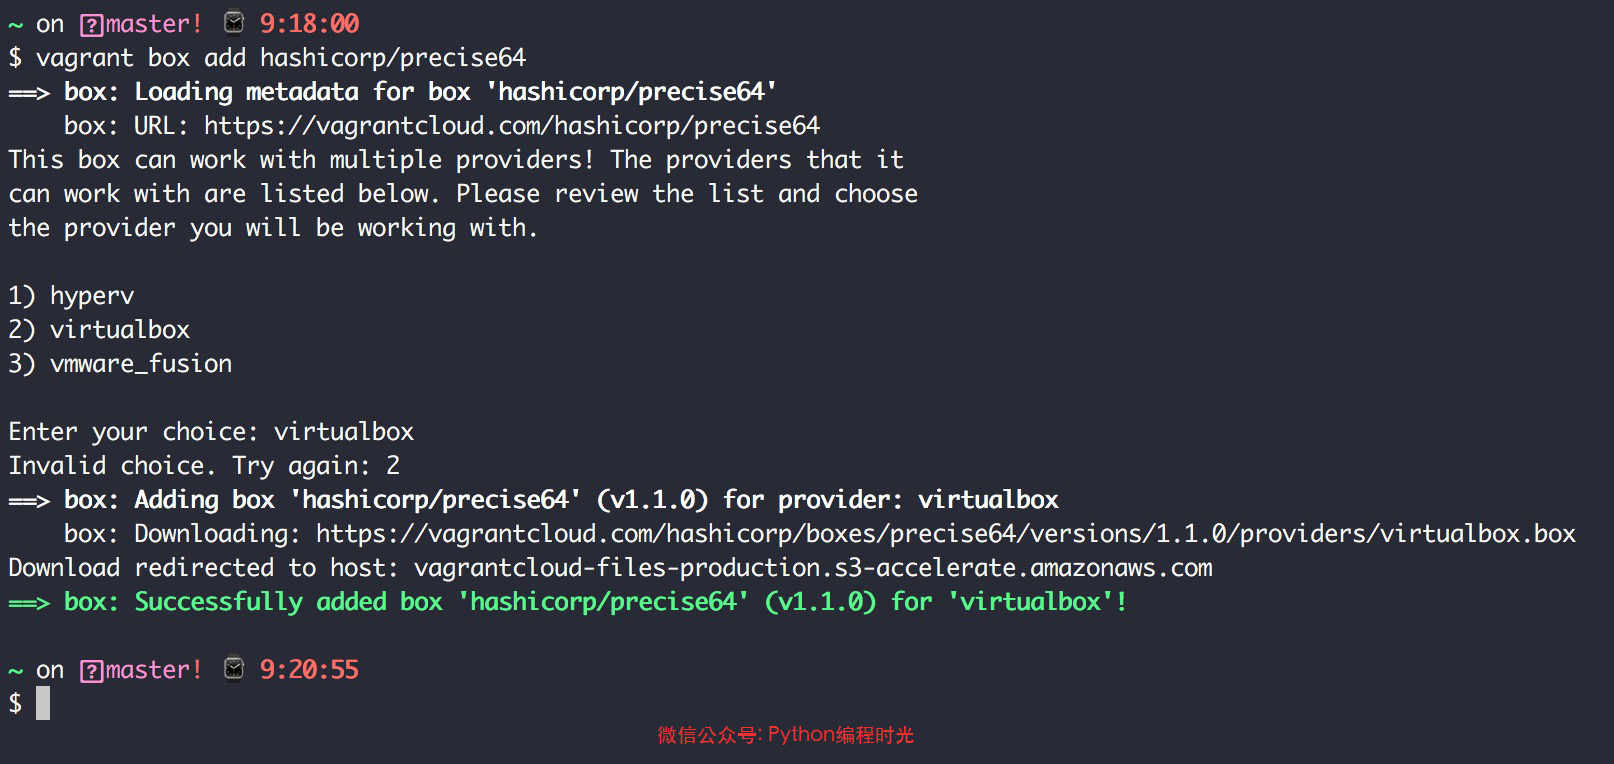 ~ on master! ⌚ 9:18:00
$ vagrant box add hashicorp/precise64
==> box: Loading metadata for box 'hashicorp/precise64'
    box: URL: https://vagrantcloud.com/hashicorp/precise64
This box can work with multiple providers! The providers that it
can work with are listed below. Please review the list and choose
the provider you will be working with.
1) hyperv
2) virtualbox
3) vmware_fusion
Enter your choice: virtualbox
Invalid choice. Try again: 2
==> box: Adding box 'hashicorp/precise64' (v1.1.0) for provider: virtualbox
    box: Downloading: https://vagrantcloud.com/hashicorp/boxes/precise64/versions/1.1.0/providers/virtualbox.box
Download redirected to host: vagrantcloud-files-production.s3-accelerate.amazonaws.com
==> box: Successfully added box 'hashicorp/precise64' (v1.1.0) for 'virtualbox'!
~ on master! ⌚ 9:20:55
$
微信公众号: Python编程时光